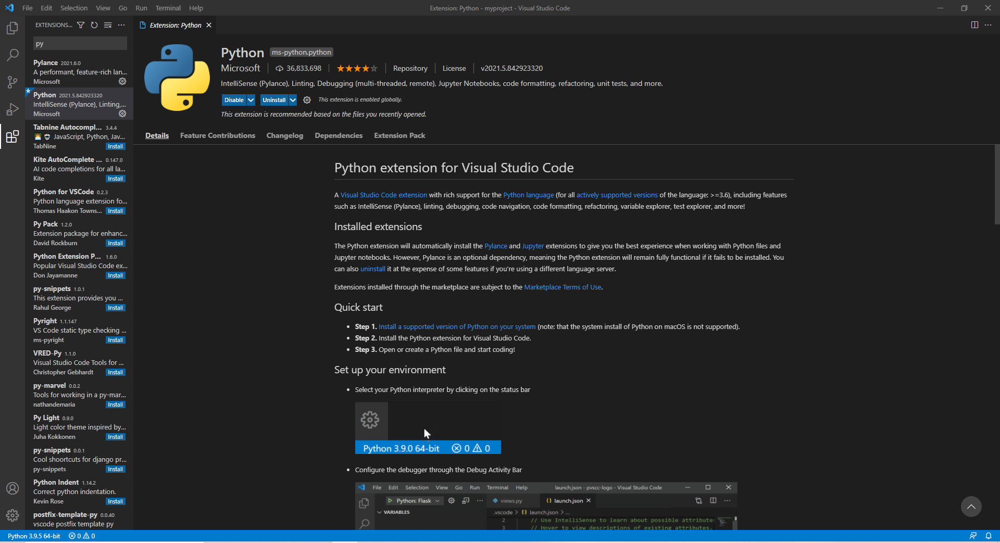 File Edit Selection View Go Run Terminal Help
Extension: Python - myproject - Visual Studio Code
EXTENSIONS...
Extension: Python
py
Pylance 2021.6.0
A performant, feature-rich lan...
Microsoft
Python 2021.5.842923320
IntelliSense (Pylance), Linting,...
Microsoft
Tabnine Autocompl... 3.4.4
JavaScript, Python, Jav...
TabNine Install
Kite AutoComplete ... 0.147.0
AI code completions for all la...
Kite Install
Python for VSCode 0.2.3
Python language extension fo...
Thomas Haakon Towns... Install
Py Pack 1.2.0
Extension package for enhanc...
David Rockburn Install
Python Extension P... 1.6.0
Popular Visual Studio Code ex...
Don Jayamanne Install
py-snippets 1.0.1
This extension provides you ...
Rahul George Install
Pyright 1.1.147
VS Code static type checking ...
ms-pyright Install
VRED-Py 1.1.0
Visual Studio Code Tools for ...
Christopher Gebhardt Install
py-marvel 0.0.2
Tools for working in a py-mar...
nathandemaria Install
Py Light 0.9.0
Light color theme inspired by...
Juha Kokkonen Install
py-snippets 0.0.1
Cool shoortcuts for django pr...
py-snippets Install
Python Indent 1.14.2
Correct python indentation.
Kevin Rose Install
postfix-template-py 0.0.40
vscode postfix template py
Python ms-python.python
Microsoft 36,833,698 Repository License v2021.5.842923320
IntelliSense (Pylance), Linting, Debugging (multi-threaded, remote), Jupyter Notebooks, code formatting, refactoring, unit tests, and more.
Disable Uninstall This extension is enabled globally.
This extension is recommended based on the files you recently opened.
Details Feature Contributions Changelog Dependencies Extension Pack
Python extension for Visual Studio Code
A Visual Studio Code extension with rich support for the Python language (for all actively supported versions of the language: >=3.6), including features
such as IntelliSense (Pylance), linting, debugging, code navigation, code formatting, refactoring, variable explorer, test explorer, and more!
Installed extensions
The Python extension will automatically install the Pylance and Jupyter extensions to give you the best experience when working with Python files and
Jupyter notebooks. However, Pylance is an optional dependency, meaning the Python extension will remain fully functional if it fails to be installed. You
can also uninstall it at the expense of some features if you're using a different language server.
Extensions installed through the marketplace are subject to the Marketplace Terms of Use.
Quick start
• Step 1. Install a supported version of Python on your system (note: that the system install of Python on macOS is not supported).
• Step 2. Install the Python extension for Visual Studio Code.
• Step 3. Open or create a Python file and start coding!
Set up your environment
• Select your Python interpreter by clicking on the status bar
Python 3.9.0 64-bit 0 0
• Configure the debugger through the Debug Activity Bar
File Edit Selection View Go Run Terminal Help launch.json - pvscc-logo - Visual Studio Code
Python: Flask ... views.py {} launch.json
VARIABLES .vscode > {} launch.json > ...
2 // Use IntelliSense to learn about possible attributes
3 // Hover to view descriptions of existing attributes.
Python 3.9.5 64-bit 0 0